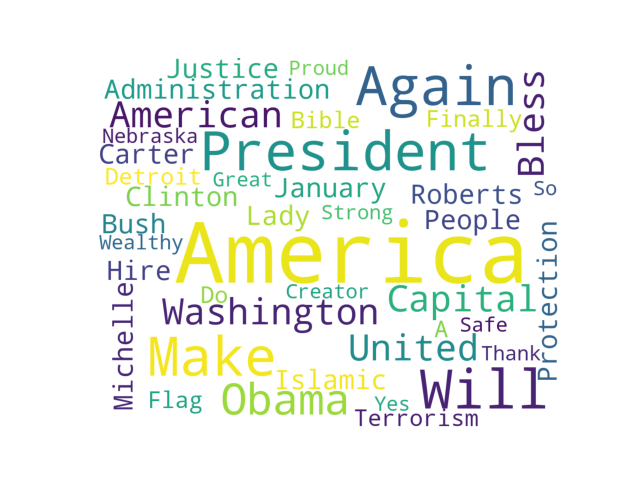 Justice Proud
Administration Again
American Bible Finally Bless
Nebraska
Carter President
Detroit Great January Roberts So
Clinton
Bush Lady Strong People
Wealthy America
Hire Protection
Do Creator Capital
Michelle Washington A Safe
Make United Thank
Islamic Will
Flag Obama Yes
Terrorism